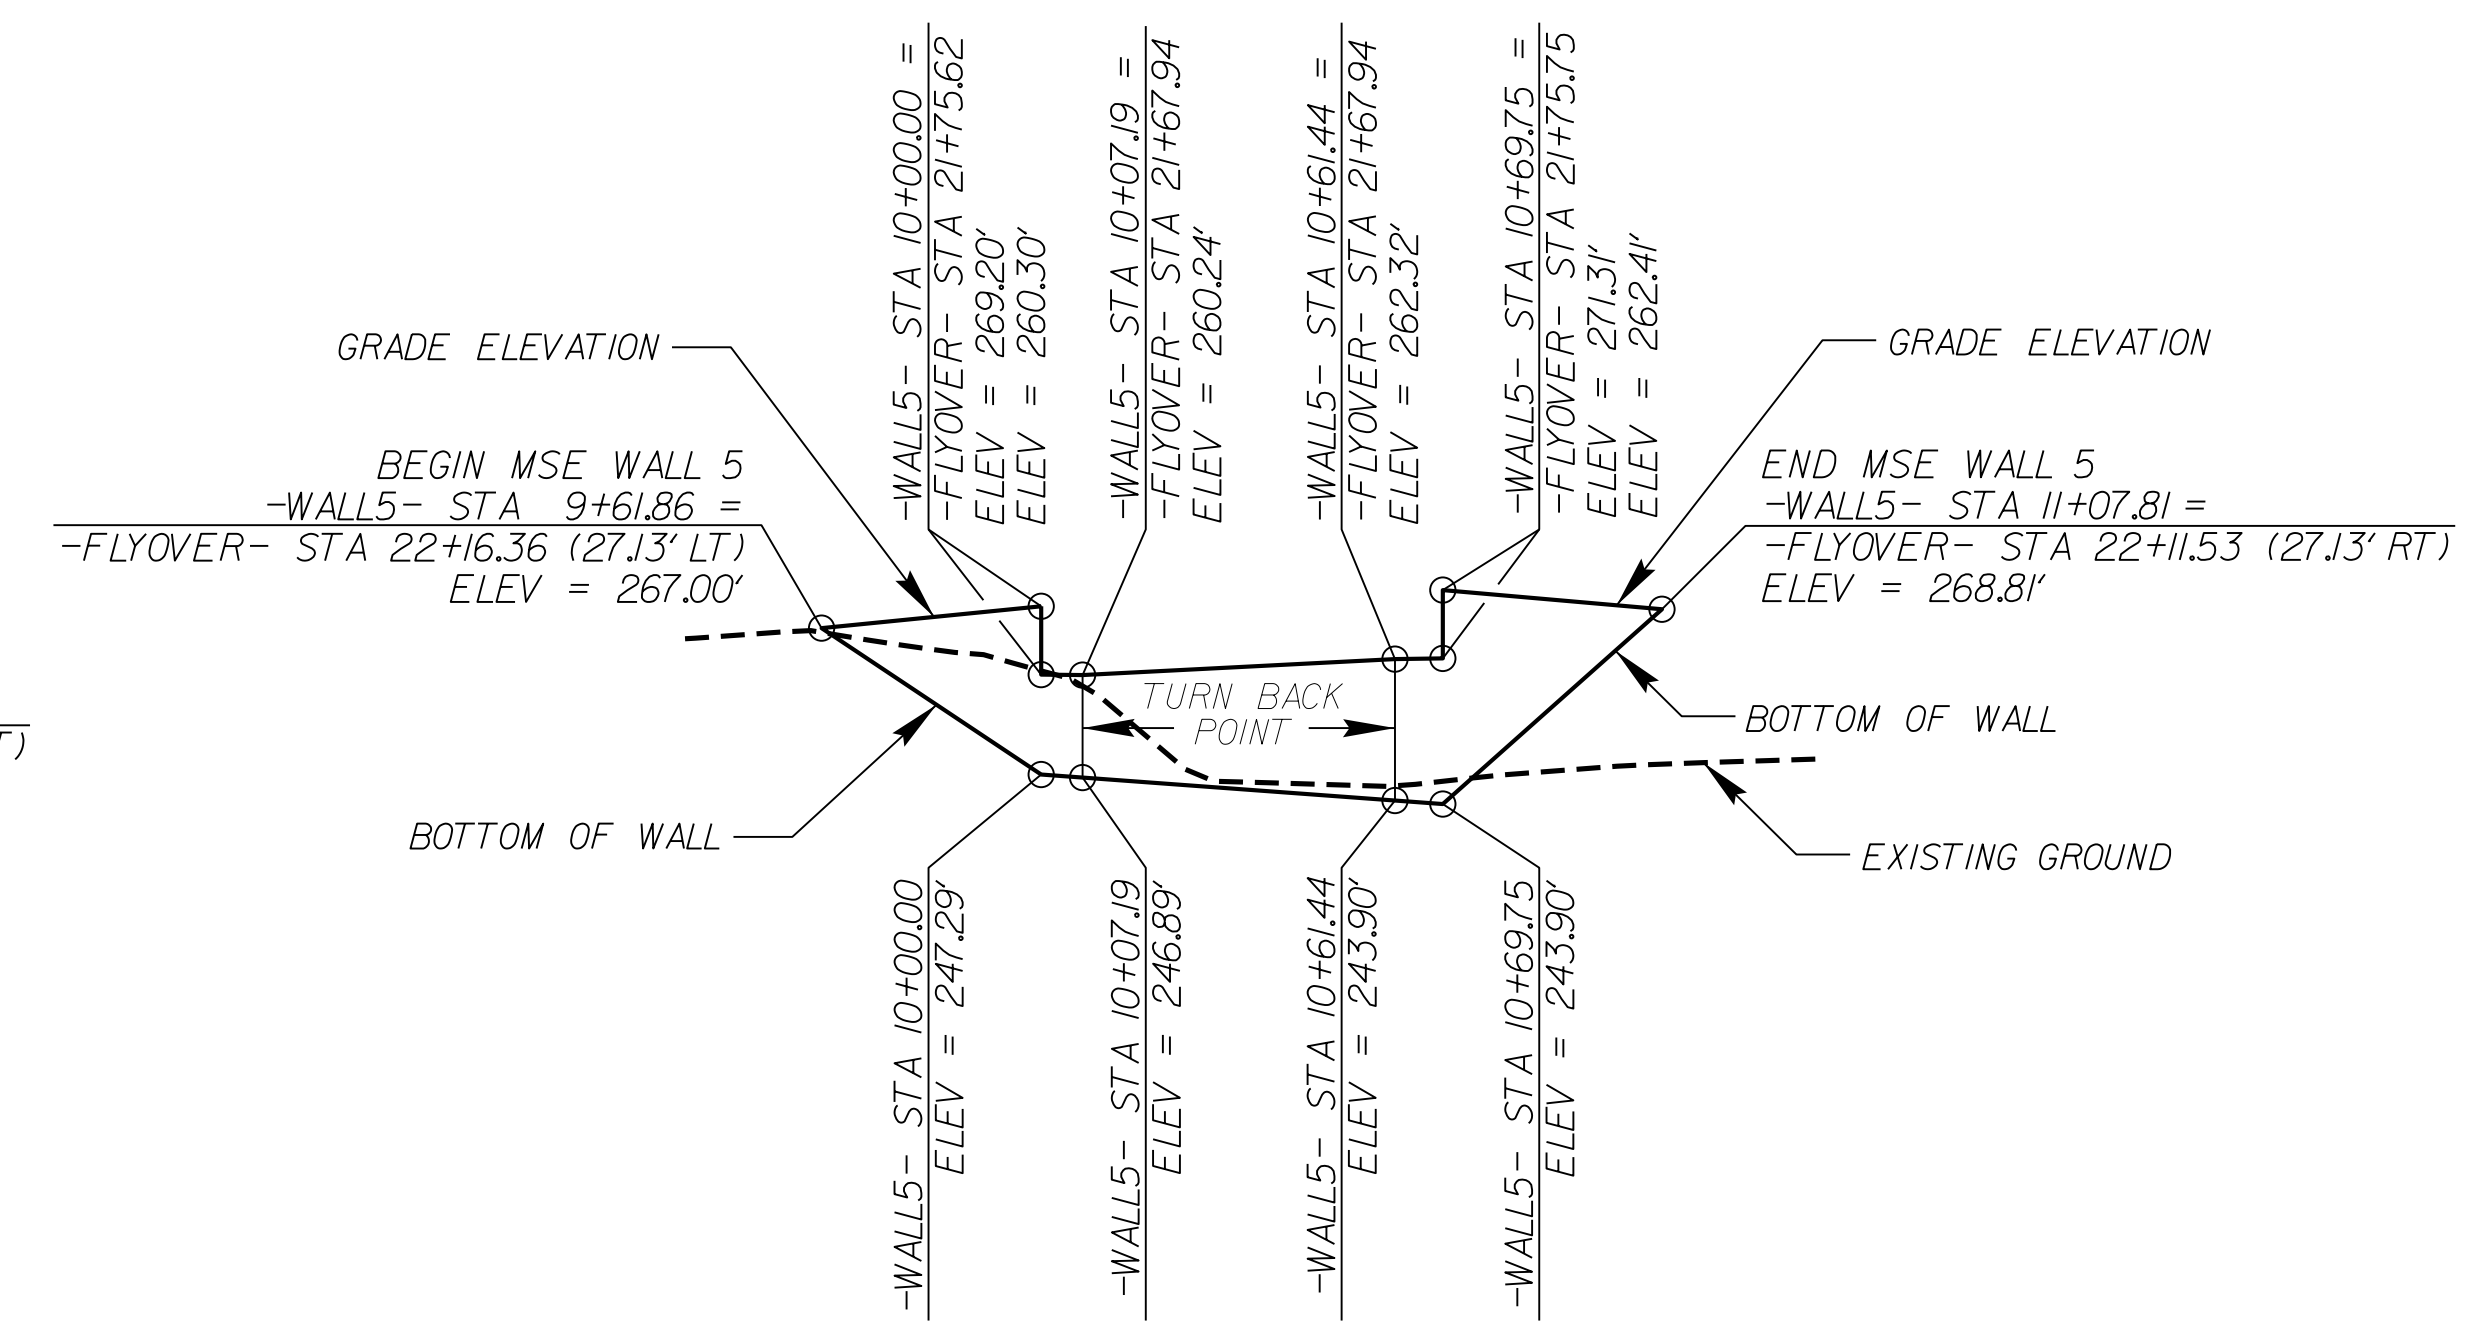 -WALL5- STA 10+00.00 =
-FLYOVER- STA 21+75.62
ELEV = 269.20'
ELEV = 260.30'
-WALL5- STA 10+07.19 =
-FLYOVER- STA 21+67.94
ELEV = 260.24'
-WALL5- STA 10+61.44 =
-FLYOVER- STA 21+67.94
ELEV = 262.32'
-WALL5- STA 10+69.75 =
-FLYOVER- STA 21+75.75
ELEV = 271.31'
ELEV = 262.41'
GRADE ELEVATION
GRADE ELEVATION
BEGIN MSE WALL 5
-WALL5- STA 9+61.86 =
-FLYOVER- STA 22+16.36 (27.13' LT)
ELEV = 267.00'
END MSE WALL 5
-WALL5- STA 11+07.81 =
-FLYOVER- STA 22+11.53 (27.13' RT)
ELEV = 268.81'
TURN BACK
POINT
BOTTOM OF WALL
T)
BOTTOM OF WALL
EXISTING GROUND
-WALL5- STA 10+00.00
ELEV = 247.29'
-WALL5- STA 10+07.19
ELEV = 246.89'
-WALL5- STA 10+61.44
ELEV = 243.90'
-WALL5- STA 10+69.75
ELEV = 243.90'